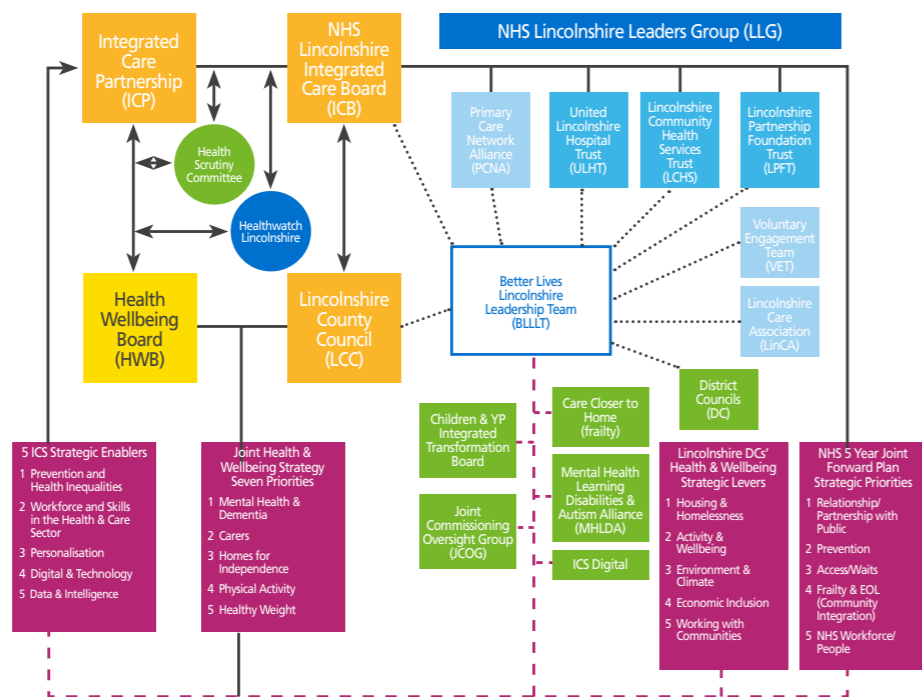 NHS Lincolnshire Leaders Group (LLG)
Integrated
Care
Partnership
(ICP)
NHS
Lincolnshire
Integrated
Care Board
(ICB)
Primary
Care
Network
Alliance
(PCNA)
United
Lincolnshire
Hospital
Trust
(ULHT)
Lincolnshire
Community
Health
Services
Trust
(LCHS)
Lincolnshire
Partnership
Foundation
Trust
(LPFT)
Health
Scrutiny
Committee
Healthwatch
Lincolnshire
Voluntary
Engagement
Team
(VET)
Health
Wellbeing
Board
(HWB)
Lincolnshire
County
Council
(LCC)
Better Lives
Lincolnshire
Leadership Team
(BLLLT)
Lincolnshire
Care
Association
(LinCA)
District
Councils
(DC)
Children & YP
Integrated
Transformation
Board
Care Closer to
Home
(frailty)
Joint
Commissioning
Oversight Group
(JCOG)
Mental Health
Learning
Disabilities &
Autism Alliance
(MHLDA)
ICS Digital
5 ICS Strategic Enablers
1 Prevention and
Health Inequalities
2 Workforce and Skills
in the Health & Care
Sector
3 Personalisation
4 Digital & Technology
5 Data & Intelligence
Joint Health &
Wellbeing Strategy
Seven Priorities
1 Mental Health &
Dementia
2 Carers
3 Homes for
Independence
4 Physical Activity
5 Healthy Weight
Lincolnshire DCs'
Health & Wellbeing
Strategic Levers
1 Housing &
Homelessness
2 Activity &
Wellbeing
3 Environment &
Climate
4 Economic Inclusion
5 Working with
Communities
NHS 5 Year Joint
Forward Plan
Strategic Priorities
1 Relationship/
Partnership with
Public
2 Prevention
3 Access/Waits
4 Frailty & EOL
(Community
Integration)
5 NHS Workforce/
People